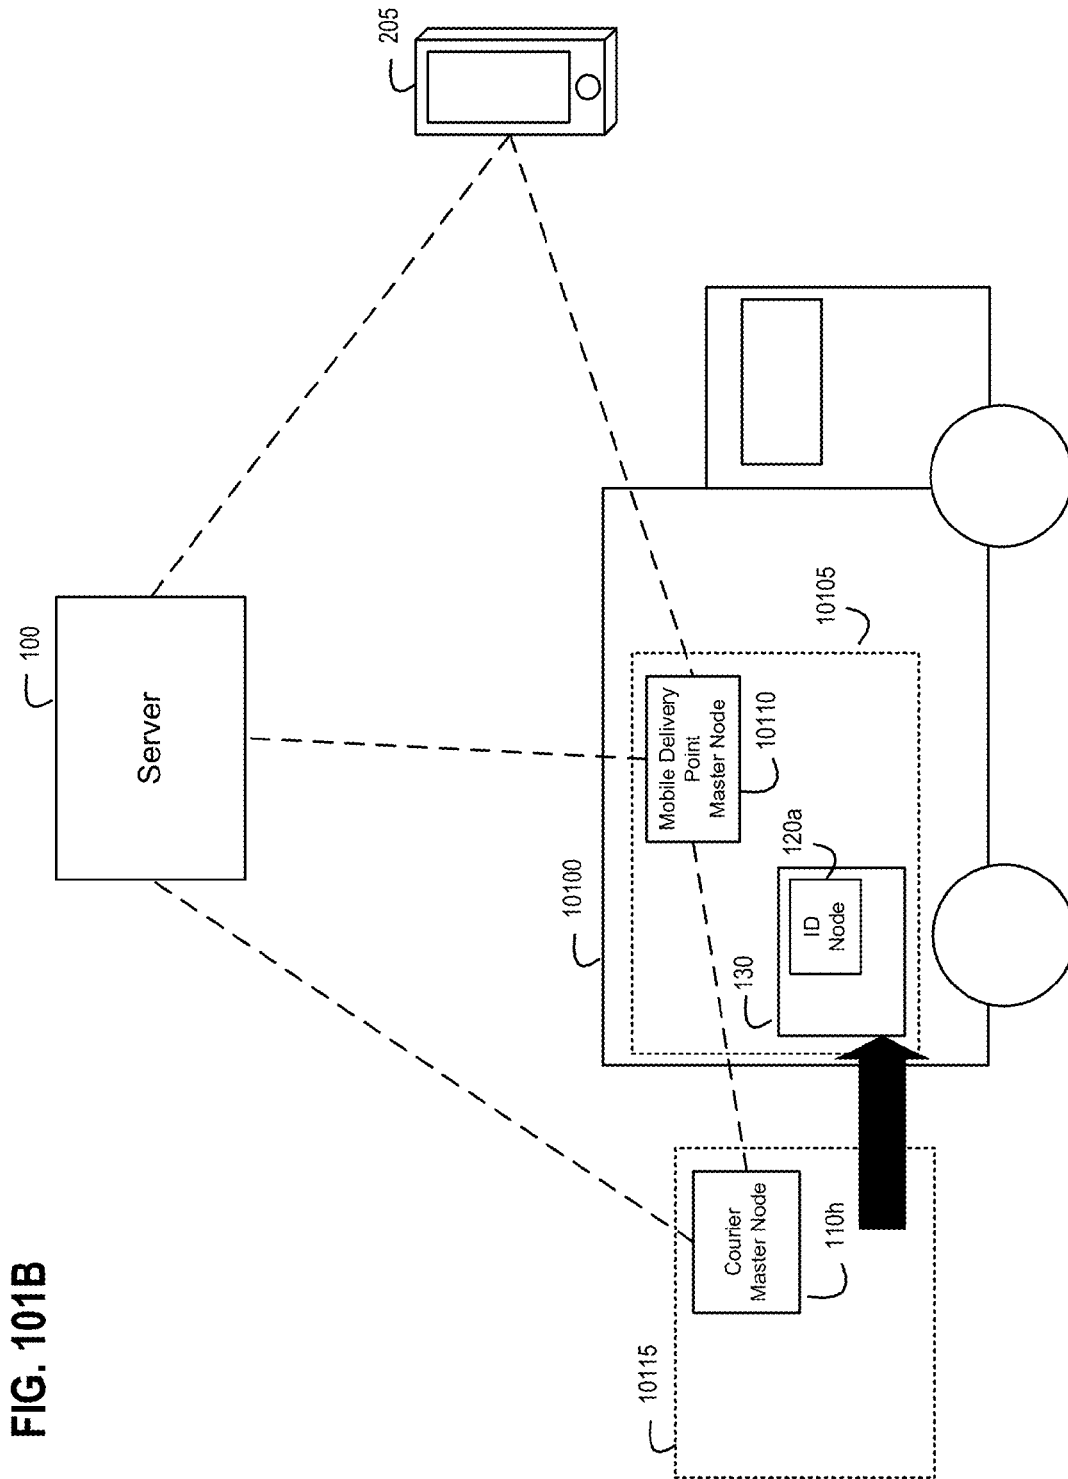 FIG. 101B
100
Server
205
10100
10105
Mobile Delivery
Point
Master Node
10110
130
120a
ID
Node
10115
Courier
Master Node
110h